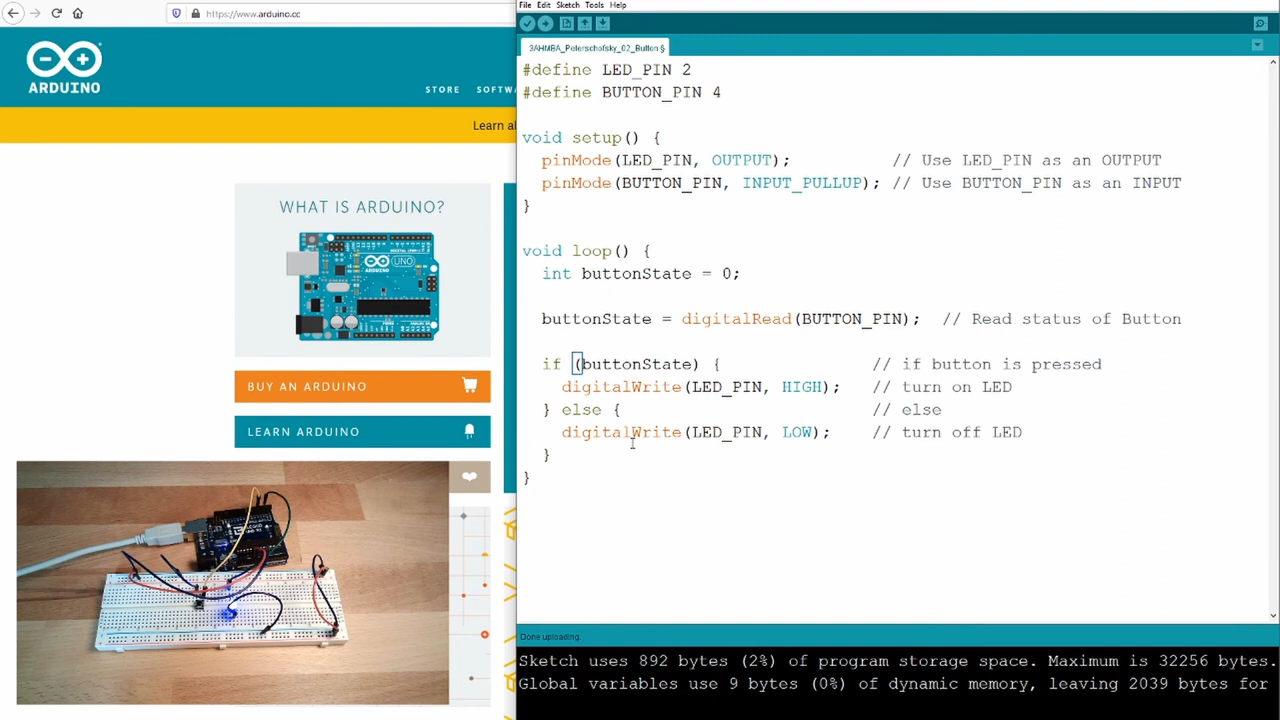 https://www.arduino.cc
ARDUINO
STORE SOFTWA
Learn al
WHAT IS ARDUINO?
UNO
ARDUINO
BUY AN ARDUINO
LEARN ARDUINO
File Edit Sketch Tools Help
3AHMBA_Peterschofsky_02_Button §
#define LED_PIN 2
#define BUTTON_PIN 4
void setup() {
pinMode(LED_PIN, OUTPUT); // Use LED_PIN as an OUTPUT
pinMode(BUTTON_PIN, INPUT_PULLUP); // Use BUTTON_PIN as an INPUT
}
void loop() {
int buttonState = 0;
buttonState = digitalRead(BUTTON_PIN); // Read status of Button
if (buttonState) { // if button is pressed
digitalWrite(LED_PIN, HIGH); // turn on LED
} else { // else
digitalWrite(LED_PIN, LOW); // turn off LED
}
}
Done uploading.
Sketch uses 892 bytes (2%) of program storage space. Maximum is 32256 bytes.
Global variables use 9 bytes (0%) of dynamic memory, leaving 2039 bytes for